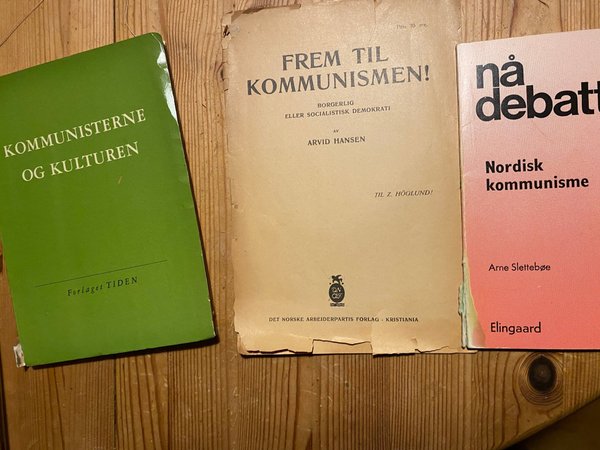 KOMMUNISTERNE
OG KULTUREN
Forlaget TIDEN
FREM TIL
KOMMUNISMEN!
BORGERLIG
ELLER SOCIALISTISK DEMOKRATI
AV
ARVID HANSEN
TIL Z. HÖGLUND!
DET NORSKE ARBEIDERPARTIS FORLAG - KRISTIANIA
nå
debatt
Nordisk
kommunisme
Arne Slettebøe
Elingaard